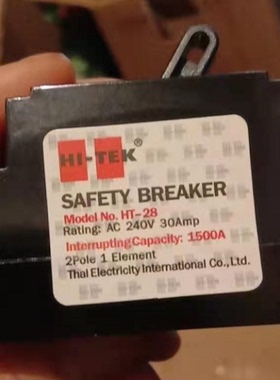 HI-TEK
SAFETY BREAKER
Model No. HT-28
Rating: AC 240V 30Amp
Interrupting Capacity: 1500A
2Pole 1 Element
Thai Electricity International Co., Ltd.